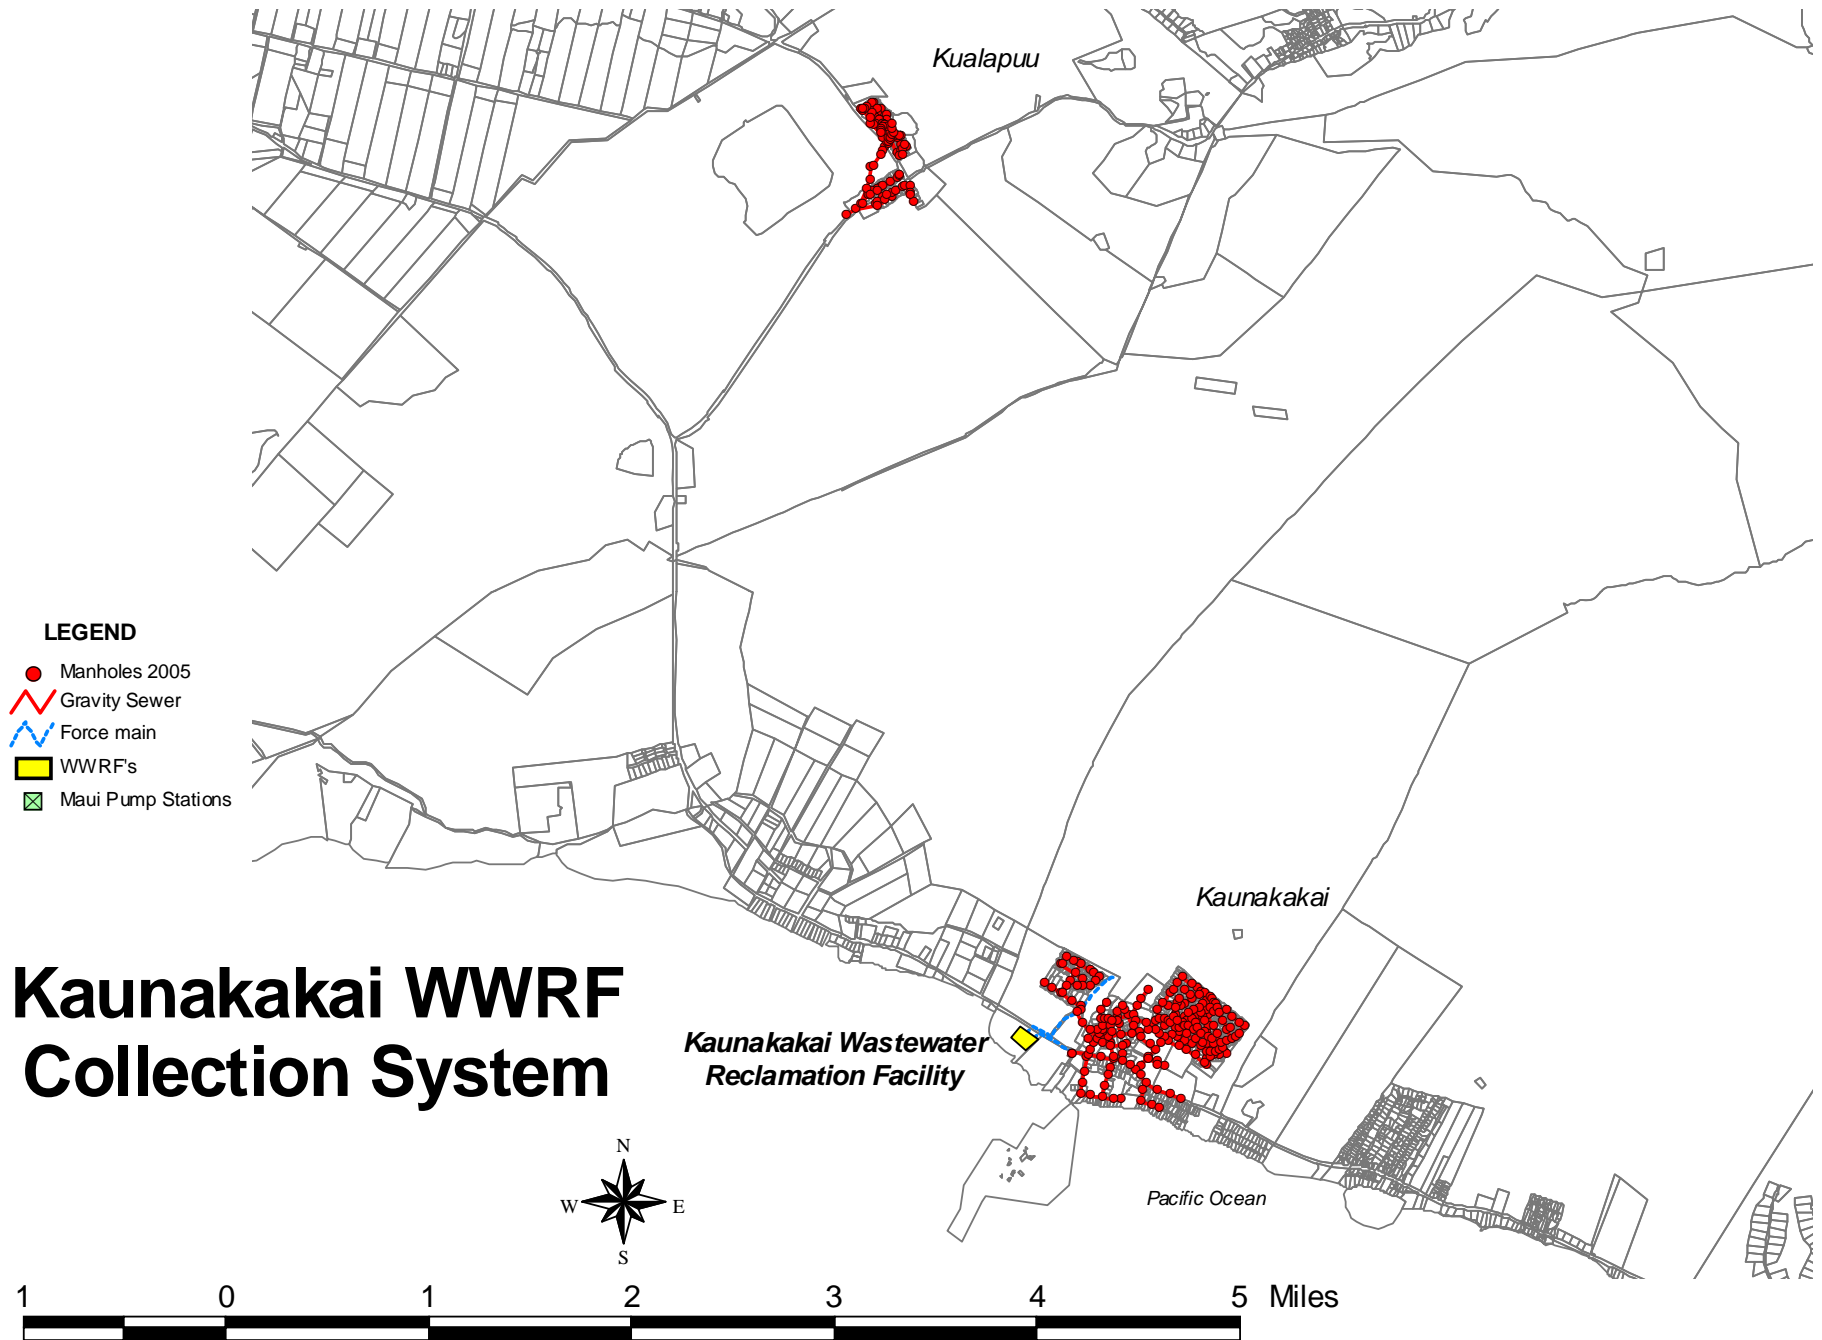 Kualapuu
LEGEND
Manholes 2005
Gravity Sewer
Force main
WWRF's
Maui Pump Stations
Kaunakakai
Kaunakakai WWRF
Collection System
Kaunakakai Wastewater
Reclamation Facility
N
W E
S
Pacific Ocean
1 0 1 2 3 4 5 Miles